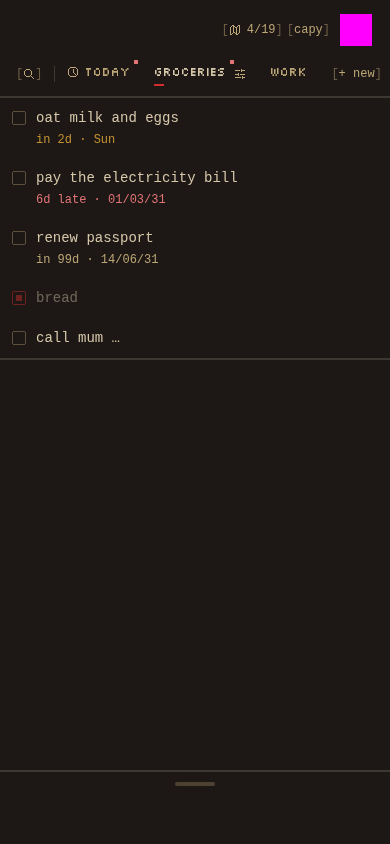 [4/19] [capy]
[] TODAY GROCERIES WORK [+ new]
oat milk and eggs
in 2d · Sun
pay the electricity bill
6d late · 01/03/31
renew passport
in 99d · 14/06/31
bread
call mum …